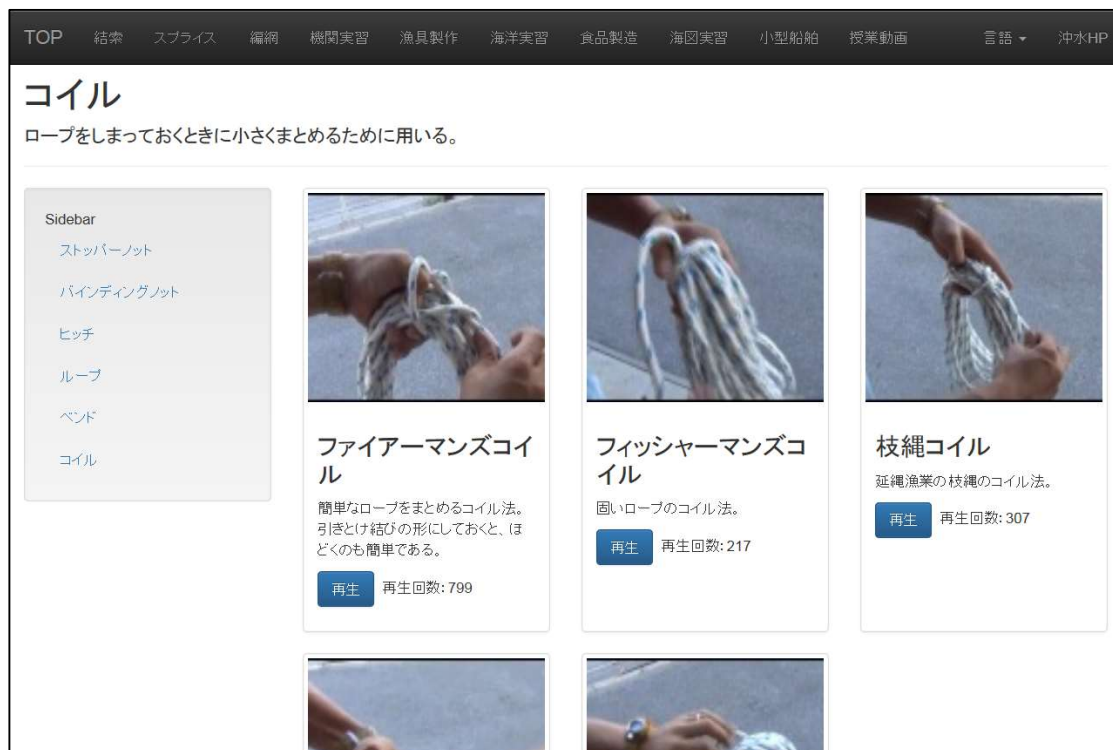 TOP 結索 スプライス 編網 機関実習 漁具製作 海洋実習 食品製造 海図実習 小型船舶 授業動画 言語 沖水HP
コイル
ロープをしまっておくときに小さくまとめるために用いる。
Sidebar
ストッパーノット
バインディングノット
ヒッチ
ループ
ベンド
コイル
ファイアーマンズコイ
ル
簡単なロープをまとめるコイル法。
引きとけ結びの形にしておくと、ほ
どくのも簡単である。
再生 再生回数: 799
フィッシャーマンズコ
イル
固いロープのコイル法。
再生 再生回数: 217
枝縄コイル
延縄漁業の枝縄のコイル法。
再生 再生回数: 307